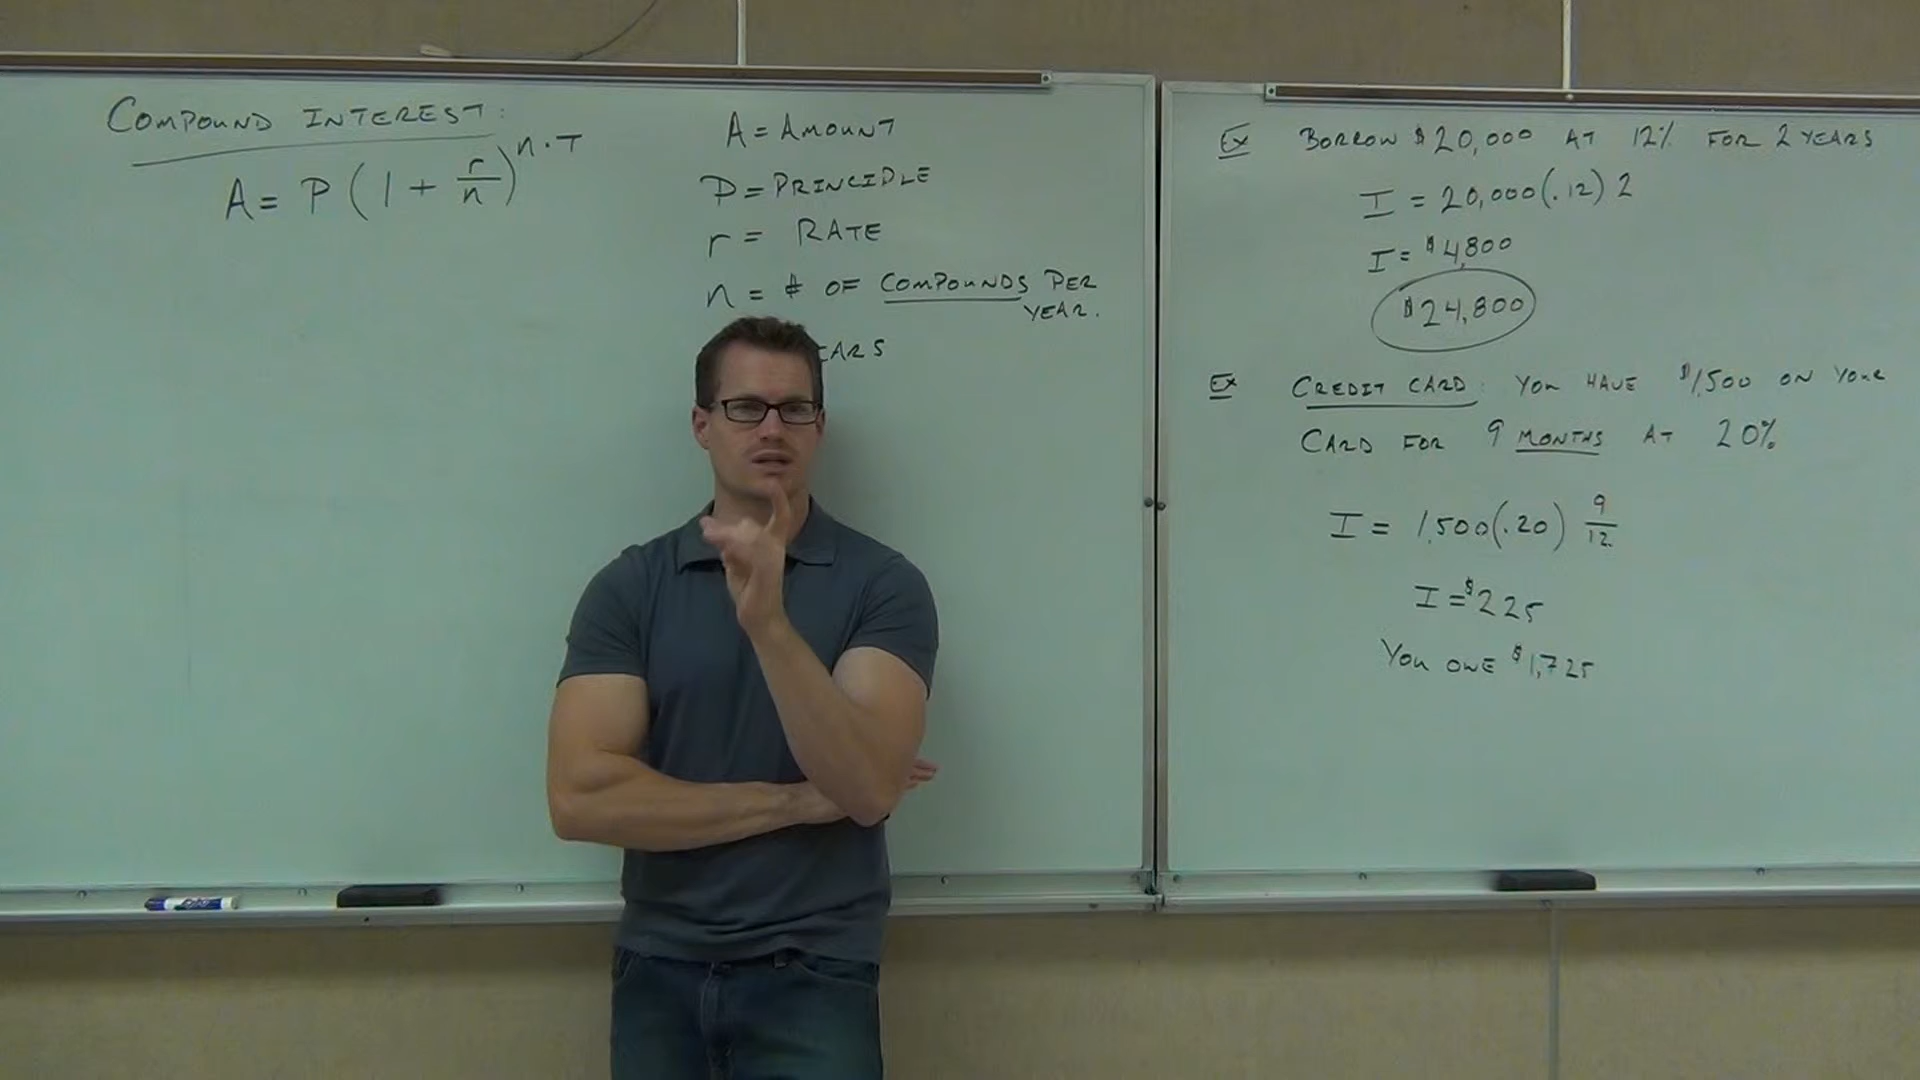 COMPOUND INTEREST:
A = P (1 + r/n)^n·T
A = AMOUNT
P = PRINCIPLE
r = RATE
n = # OF COMPOUNDS PER
YEAR.
EARS
Ex BORROW $20,000 AT 12% FOR 2 YEARS
I = 20,000(.12) 2
I = $4,800
$24,800
Ex CREDIT CARD: YOU HAVE $1,500 ON YOUR
CARD FOR 9 MONTHS AT 20%
I = 1,500(.20) 9/12
I = $225
YOU OWE $1,725